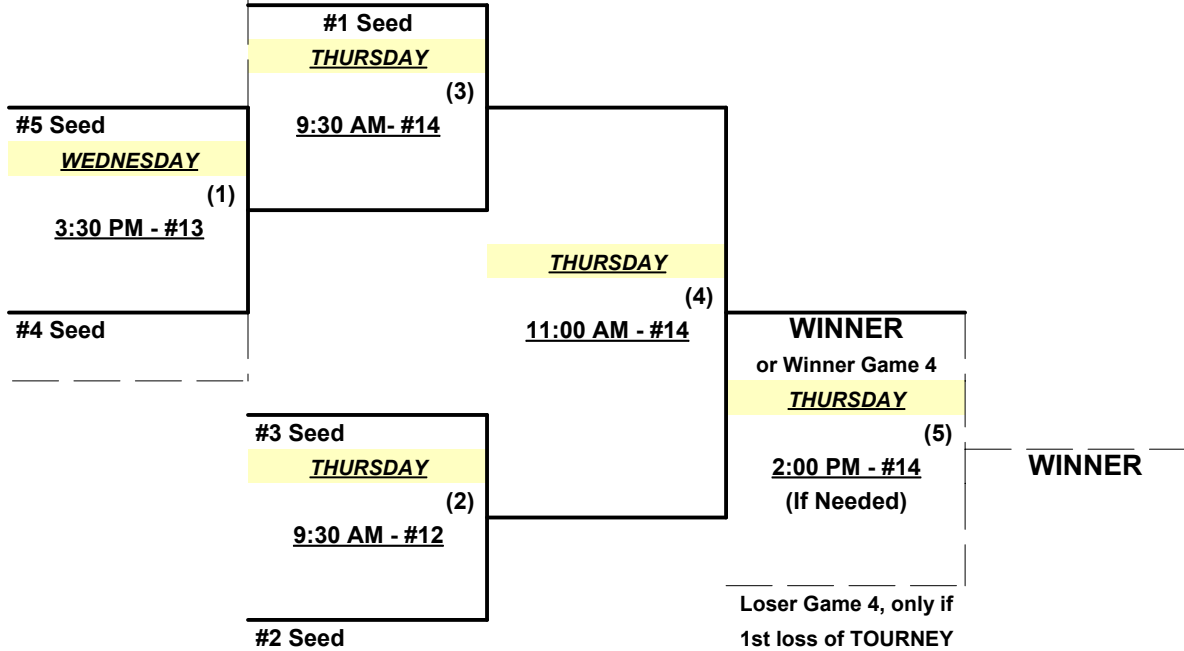 #1 Seed
THURSDAY
(3)
9:30 AM- #14
#5 Seed
WEDNESDAY
(1)
3:30 PM - #13
#4 Seed
THURSDAY
(4)
11:00 AM - #14
WINNER
or Winner Game 4
THURSDAY
(5)
2:00 PM - #14
(If Needed)
WINNER
#3 Seed
THURSDAY
(2)
9:30 AM - #12
#2 Seed
Loser Game 4, only if
1st loss of TOURNEY